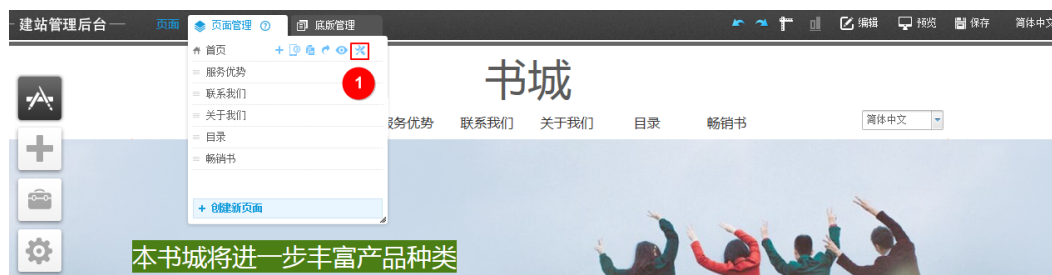 建站管理后台 页面 页面管理 底版管理 编辑 预览 保存 简体中文
首页
服务优势
联系我们
关于我们
目录
畅销书
+ 创建新页面
1
书城
服务优势 联系我们 关于我们 目录 畅销书 简体中文
本书城将进一步丰富产品种类